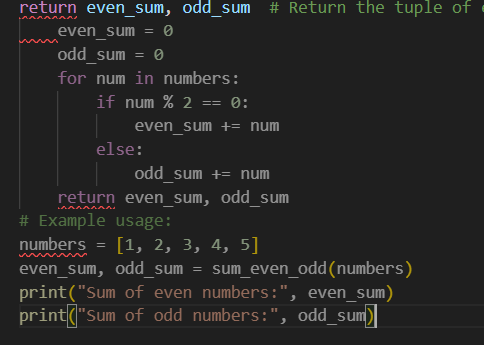 return even_sum, odd_sum  # Return the tuple of
    even_sum = 0
    odd_sum = 0
    for num in numbers:
        if num % 2 == 0:
            even_sum += num
        else:
            odd_sum += num
    return even_sum, odd_sum
# Example usage:
numbers = [1, 2, 3, 4, 5]
even_sum, odd_sum = sum_even_odd(numbers)
print("Sum of even numbers:", even_sum)
print("Sum of odd numbers:", odd_sum)